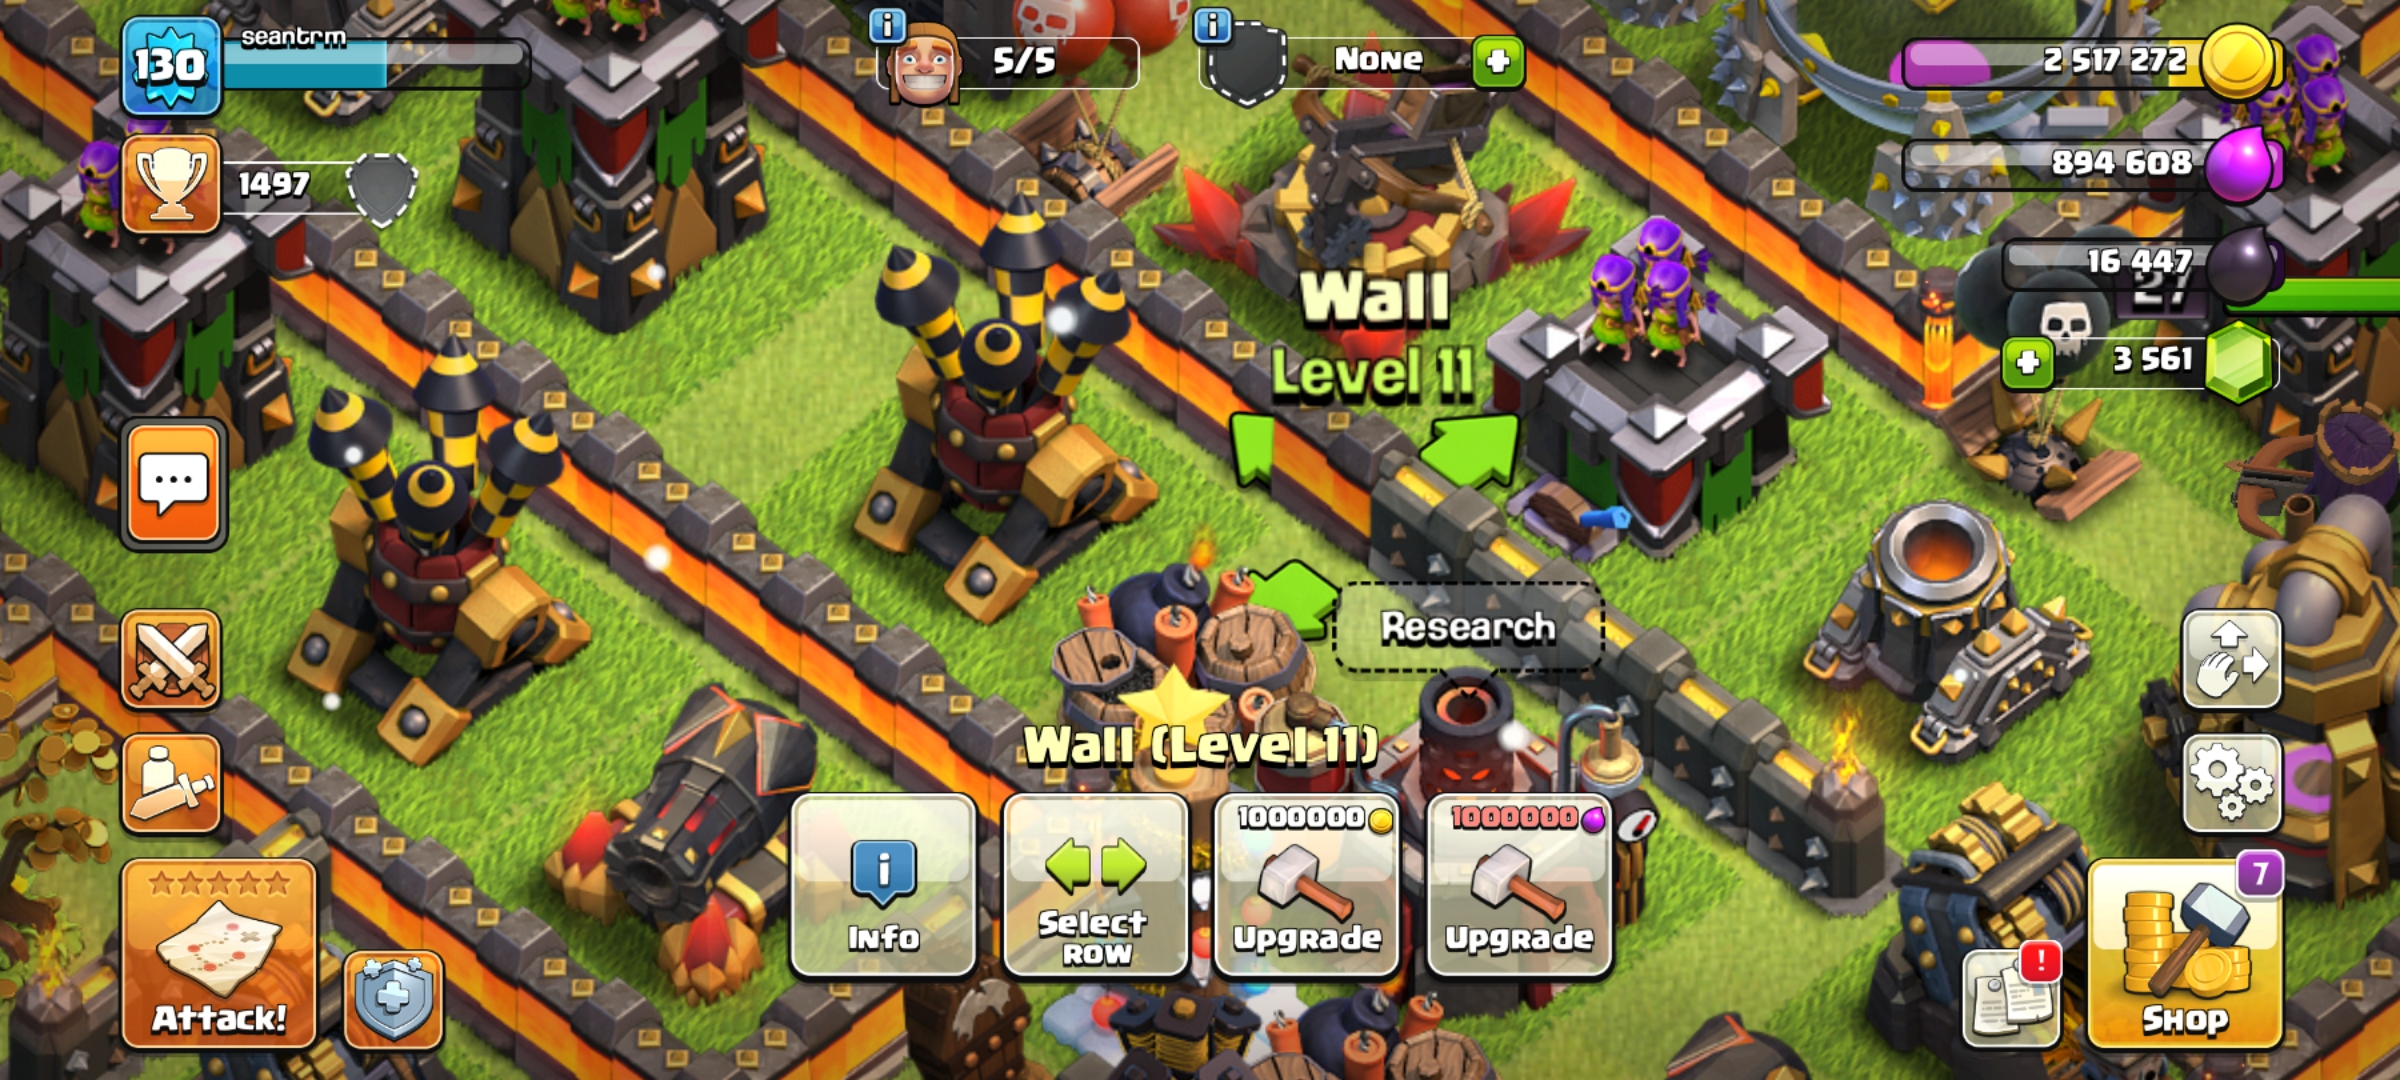 130
seantrm
5/5
None
2 517 272
1497
894 608
16 447
27
3 561
Wall
Level 11
Research
Wall (Level 11)
Info
Select
Row
1000000
Upgrade
1000000
Upgrade
Attack!
7
!
Shop